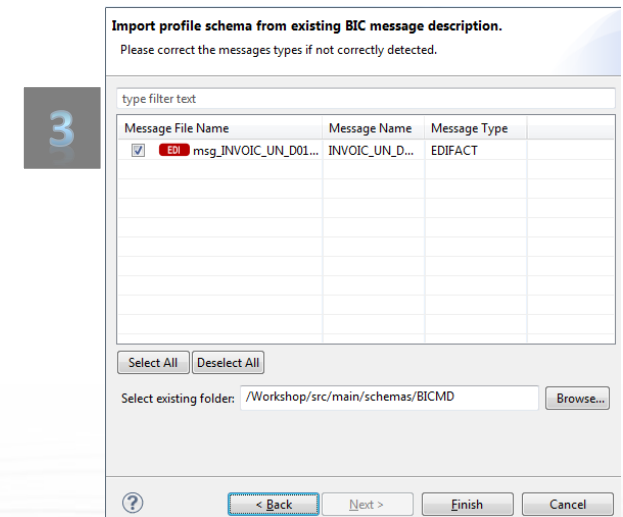 Import profile schema from existing BIC message description.
Please correct the messages types if not correctly detected.
3
type filter text
Message File Name Message Name Message Type
EDI msg_INVOIC_UN_D01... INVOIC_UN_D... EDIFACT
Select All Deselect All
Select existing folder: /Workshop/src/main/schemas/BICMD Browse...
? < Back Next > Finish Cancel